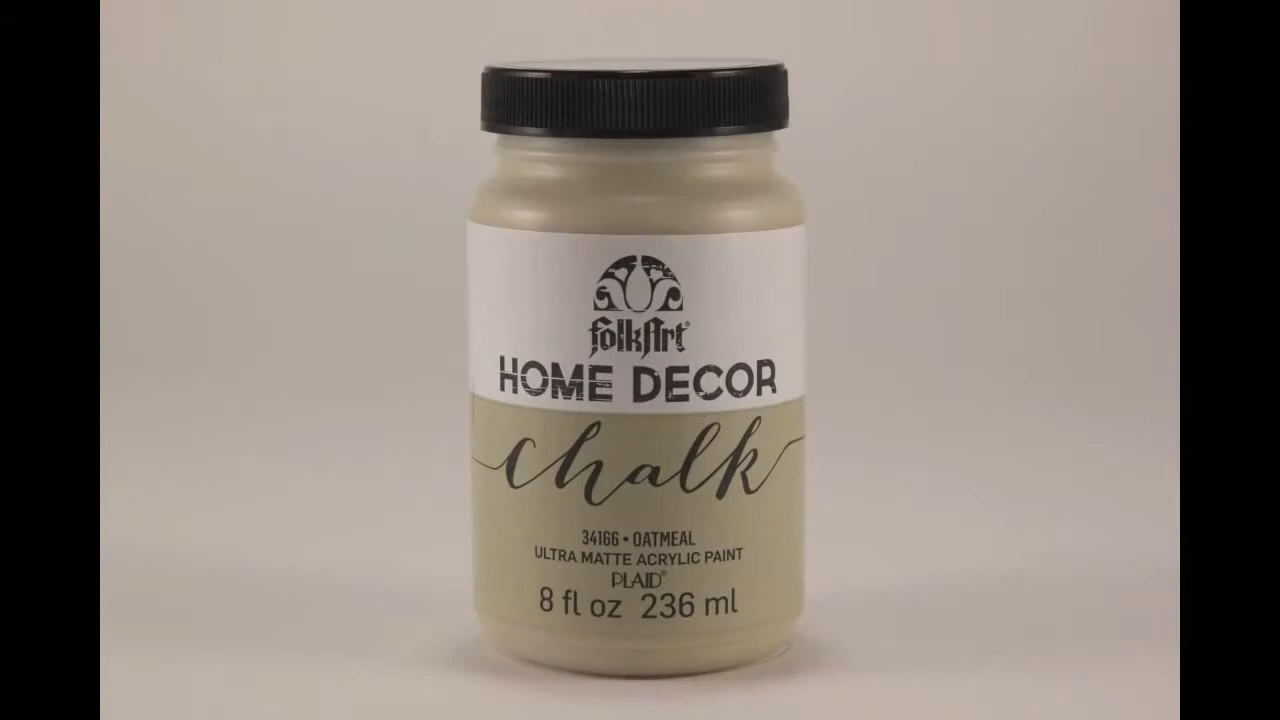 folkArt®
HOME DECOR
chalk
34166 • OATMEAL
ULTRA MATTE ACRYLIC PAINT
PLAID®
8 fl oz 236 ml